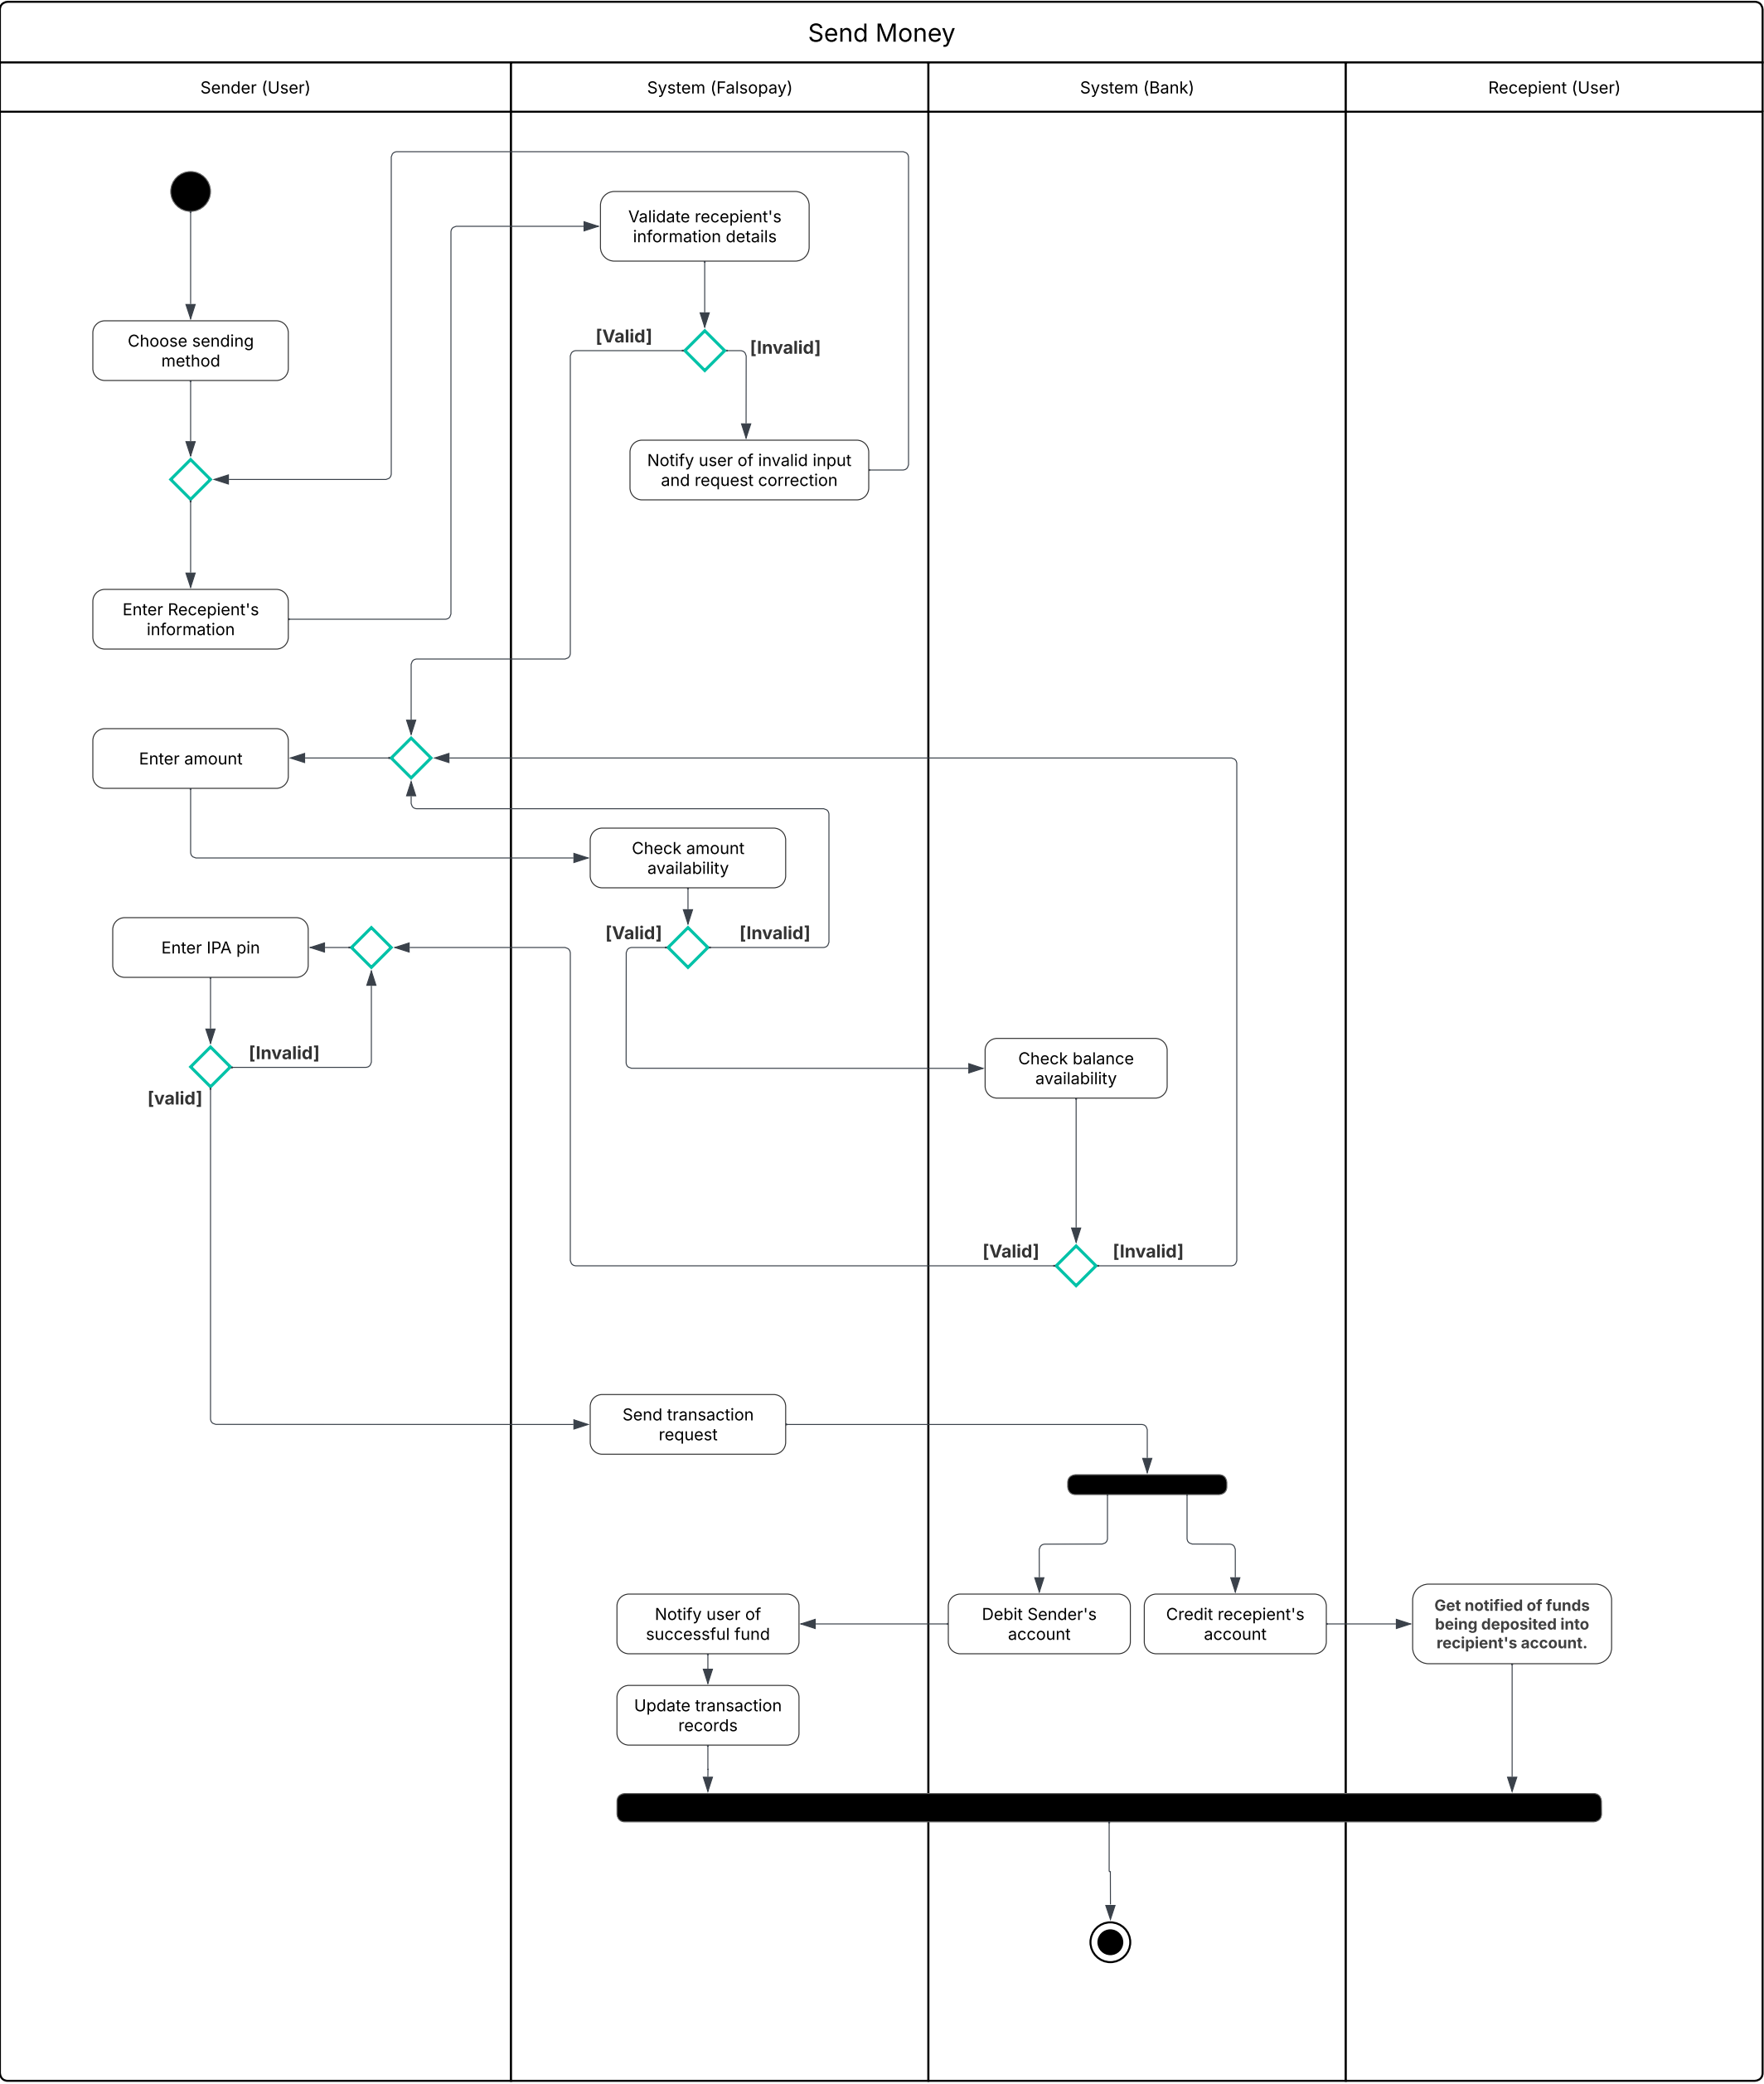 Send Money
Sender (User)
System (Falsopay)
System (Bank)
Recepient (User)
Validate recepient's
information details
Choose sending
method
[Valid]
[Invalid]
Notify user of invalid input
and request correction
Enter Recepient's
information
Enter amount
Check amount
availability
[Valid]
[Invalid]
Enter IPA pin
[Invalid]
[valid]
Check balance
availability
[Valid]
[Invalid]
Send transaction
request
Notify user of
successful fund
Debit Sender's
account
Credit recepient's
account
Get notified of funds
being deposited into
recipient's account.
Update transaction
records